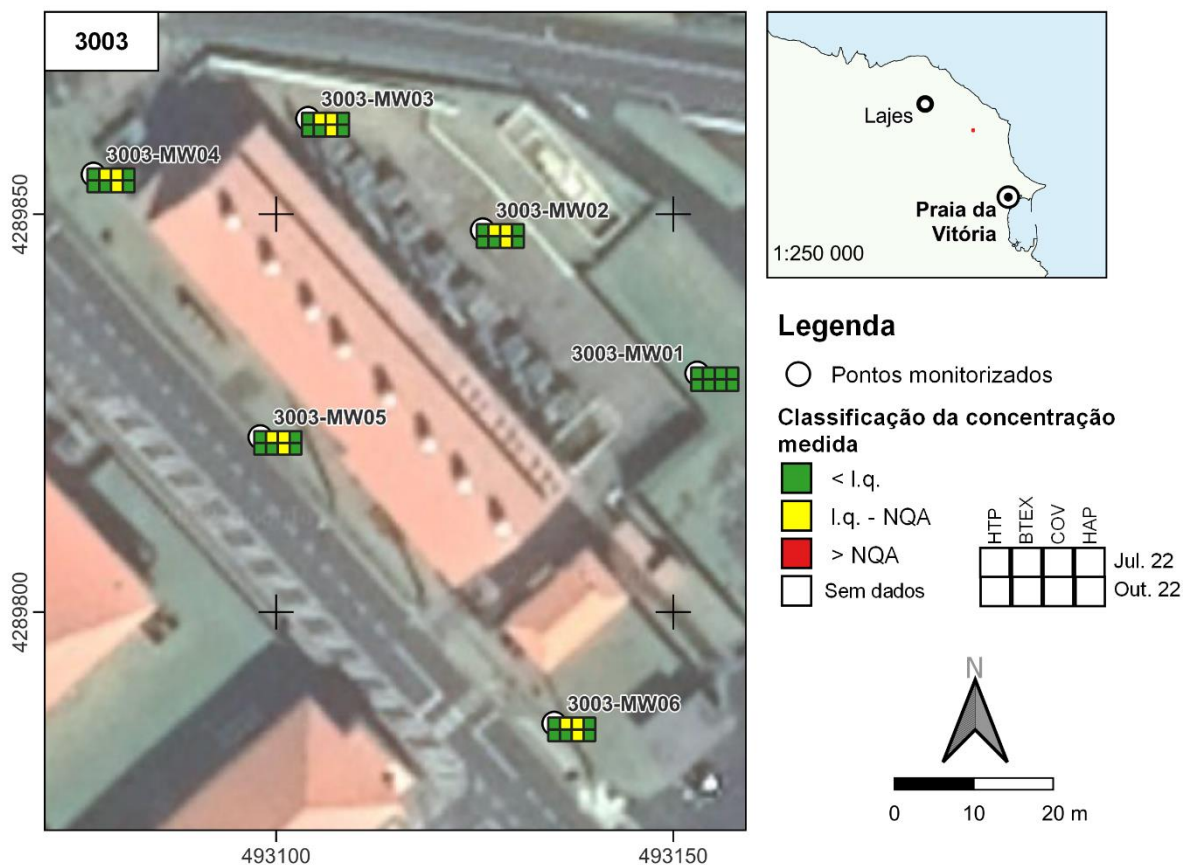 3003
3003-MW03
3003-MW04
3003-MW02
3003-MW01
3003-MW05
3003-MW06
4289850
4289800
493100
493150
Lajes
Praia da
Vitória
1:250 000
Legenda
Pontos monitorizados
Classificação da concentração
medida
< l.q.
l.q. - NQA
> NQA
Sem dados
HTP
BTEX
COV
HAP
Jul. 22
Out. 22
N
0 10 20 m